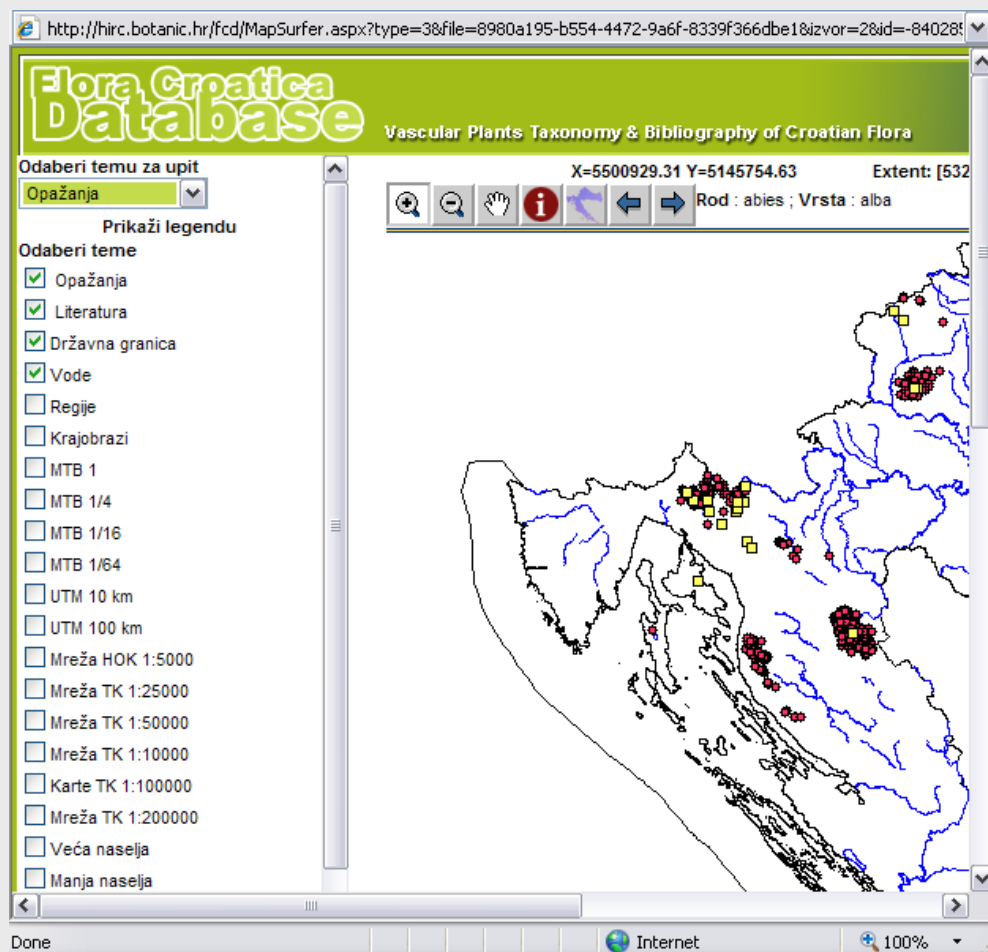 http://hirc.botanic.hr/fcd/MapSurfer.aspx?type=3&file=8980a195-b554-4472-9a6f-8339f366dbe1&izvor=2&id=-840285
Flora Croatica
Database
Vascular Plants Taxonomy & Bibliography of Croatian Flora
Odaberi temu za upit
Opažanja
Prikaži legendu
Odaberi teme
Opažanja
Literatura
Državna granica
Vode
Regije
Krajobrazi
MTB 1
MTB 1/4
MTB 1/16
MTB 1/64
UTM 10 km
UTM 100 km
Mreža HOK 1:5000
Mreža TK 1:25000
Mreža TK 1:50000
Mreža TK 1:10000
Karte TK 1:100000
Mreža TK 1:200000
Veća naselja
Manja naselja
X=5500929.31 Y=5145754.63 Extent: [532
Rod : abies ; Vrsta : alba
Done
Internet
100%